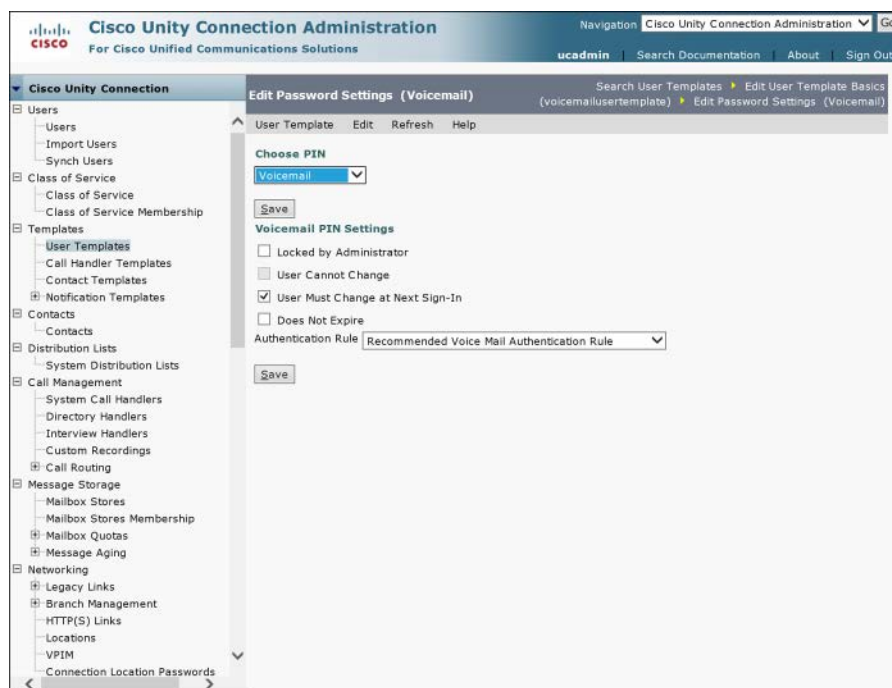 cisco
Cisco Unity Connection Administration
For Cisco Unified Communications Solutions
Navigation Cisco Unity Connection Administration
ucadmin Search Documentation About Sign Out
Cisco Unity Connection
Users
Users
Import Users
Synch Users
Class of Service
Class of Service
Class of Service Membership
Templates
User Templates
Call Handler Templates
Contact Templates
Notification Templates
Contacts
Contacts
Distribution Lists
System Distribution Lists
Call Management
System Call Handlers
Directory Handlers
Interview Handlers
Custom Recordings
Call Routing
Message Storage
Mailbox Stores
Mailbox Stores Membership
Mailbox Quotas
Message Aging
Networking
Legacy Links
Branch Management
HTTP(S) Links
Locations
VPIM
Connection Location Passwords
Edit Password Settings (Voicemail)
Search User Templates Edit User Template Basics
(voicemailusertemplate) Edit Password Settings (Voicemail)
User Template Edit Refresh Help
Choose PIN
Voicemail
Save
Voicemail PIN Settings
Locked by Administrator
User Cannot Change
User Must Change at Next Sign-In
Does Not Expire
Authentication Rule Recommended Voice Mail Authentication Rule
Save